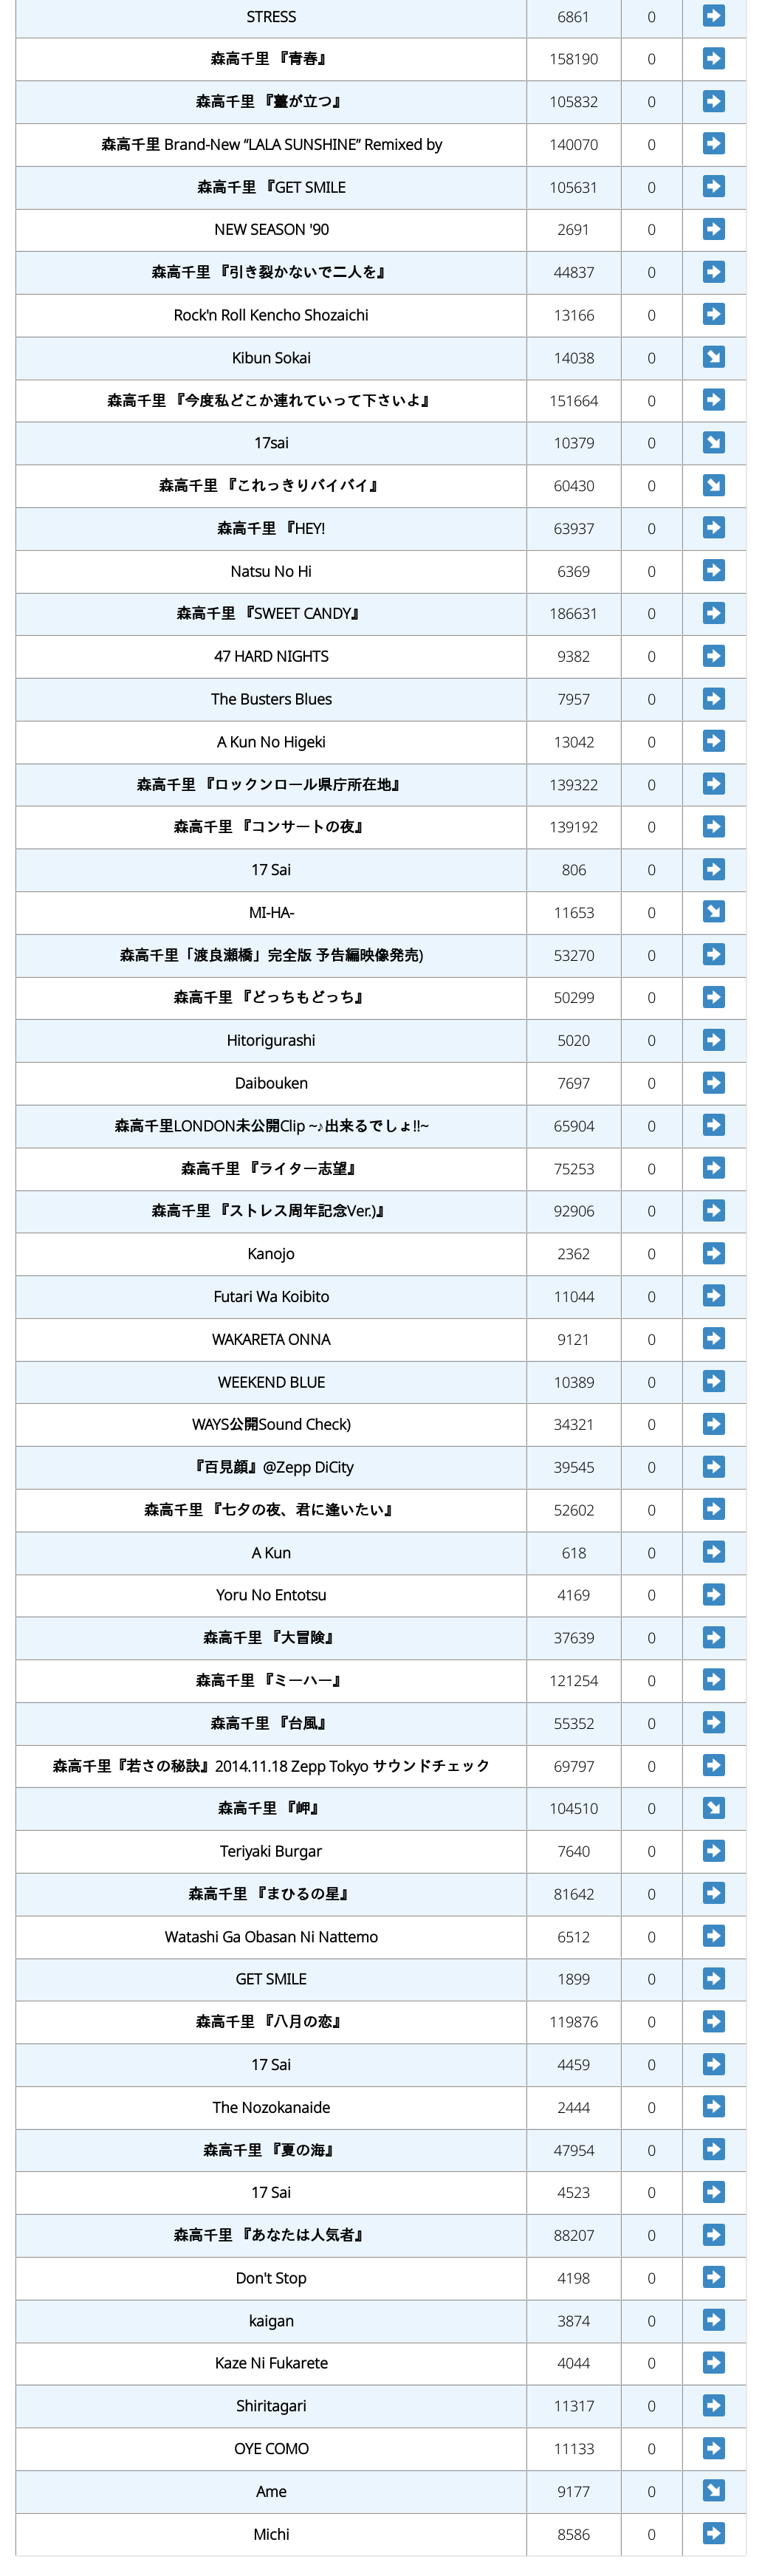 STRESS 6861 0
森高千里 『青春』 158190 0
森高千里 『薹が立つ』 105832 0
森高千里 Brand-New “LALA SUNSHINE” Remixed by 140070 0
森高千里 『GET SMILE 105631 0
NEW SEASON '90 2691 0
森高千里 『引き裂かないで二人を』 44837 0
Rock'n Roll Kencho Shozaichi 13166 0
Kibun Sokai 14038 0
森高千里 『今度私どこか連れていって下さいよ』 151664 0
17sai 10379 0
森高千里 『これっきりバイバイ』 60430 0
森高千里 『HEY! 63937 0
Natsu No Hi 6369 0
森高千里 『SWEET CANDY』 186631 0
47 HARD NIGHTS 9382 0
The Busters Blues 7957 0
A Kun No Higeki 13042 0
森高千里 『ロックンロール県庁所在地』 139322 0
森高千里 『コンサートの夜』 139192 0
17 Sai 806 0
MI-HA- 11653 0
森高千里「渡良瀬橋」完全版 予告編映像発売) 53270 0
森高千里 『どっちもどっち』 50299 0
Hitorigurashi 5020 0
Daibouken 7697 0
森高千里LONDON未公開Clip ~♪出来るでしょ!!~ 65904 0
森高千里 『ライター志望』 75253 0
森高千里 『ストレス周年記念Ver.)』 92906 0
Kanojo 2362 0
Futari Wa Koibito 11044 0
WAKARETA ONNA 9121 0
WEEKEND BLUE 10389 0
WAYS公開Sound Check) 34321 0
『百見顔』@Zepp DiCity 39545 0
森高千里 『七夕の夜、君に逢いたい』 52602 0
A Kun 618 0
Yoru No Entotsu 4169 0
森高千里 『大冒険』 37639 0
森高千里 『ミーハー』 121254 0
森高千里 『台風』 55352 0
森高千里『若さの秘訣』2014.11.18 Zepp Tokyo サウンドチェック 69797 0
森高千里 『岬』 104510 0
Teriyaki Burgar 7640 0
森高千里 『まひるの星』 81642 0
Watashi Ga Obasan Ni Nattemo 6512 0
GET SMILE 1899 0
森高千里 『八月の恋』 119876 0
17 Sai 4459 0
The Nozokanaide 2444 0
森高千里 『夏の海』 47954 0
17 Sai 4523 0
森高千里 『あなたは人気者』 88207 0
Don't Stop 4198 0
kaigan 3874 0
Kaze Ni Fukarete 4044 0
Shiritagari 11317 0
OYE COMO 11133 0
Ame 9177 0
Michi 8586 0